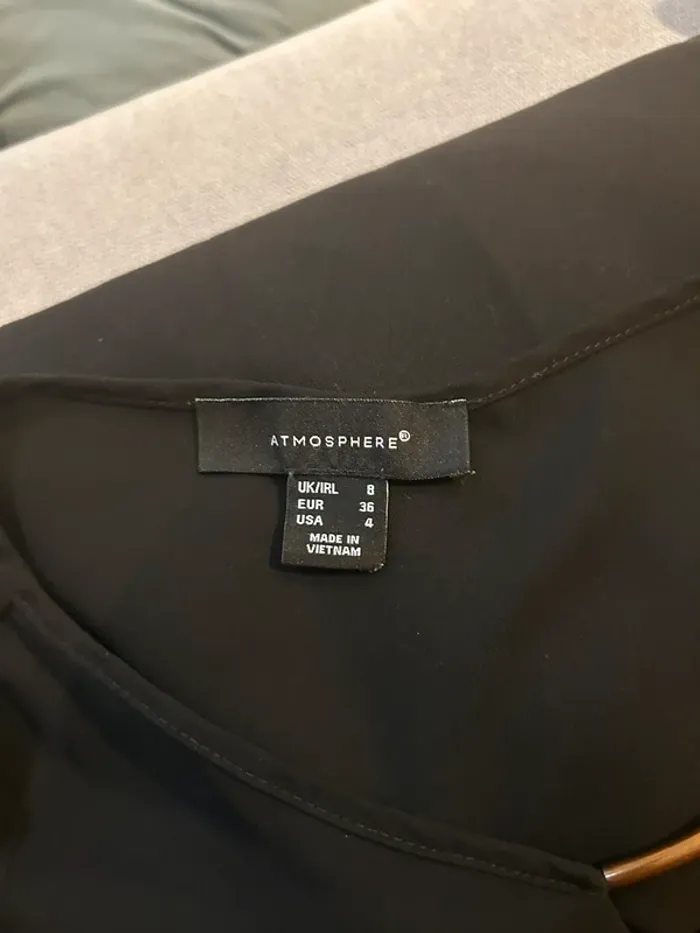 ATMOSPHERE®
UK/IRL 8
EUR 36
USA 4
MADE IN
VIETNAM